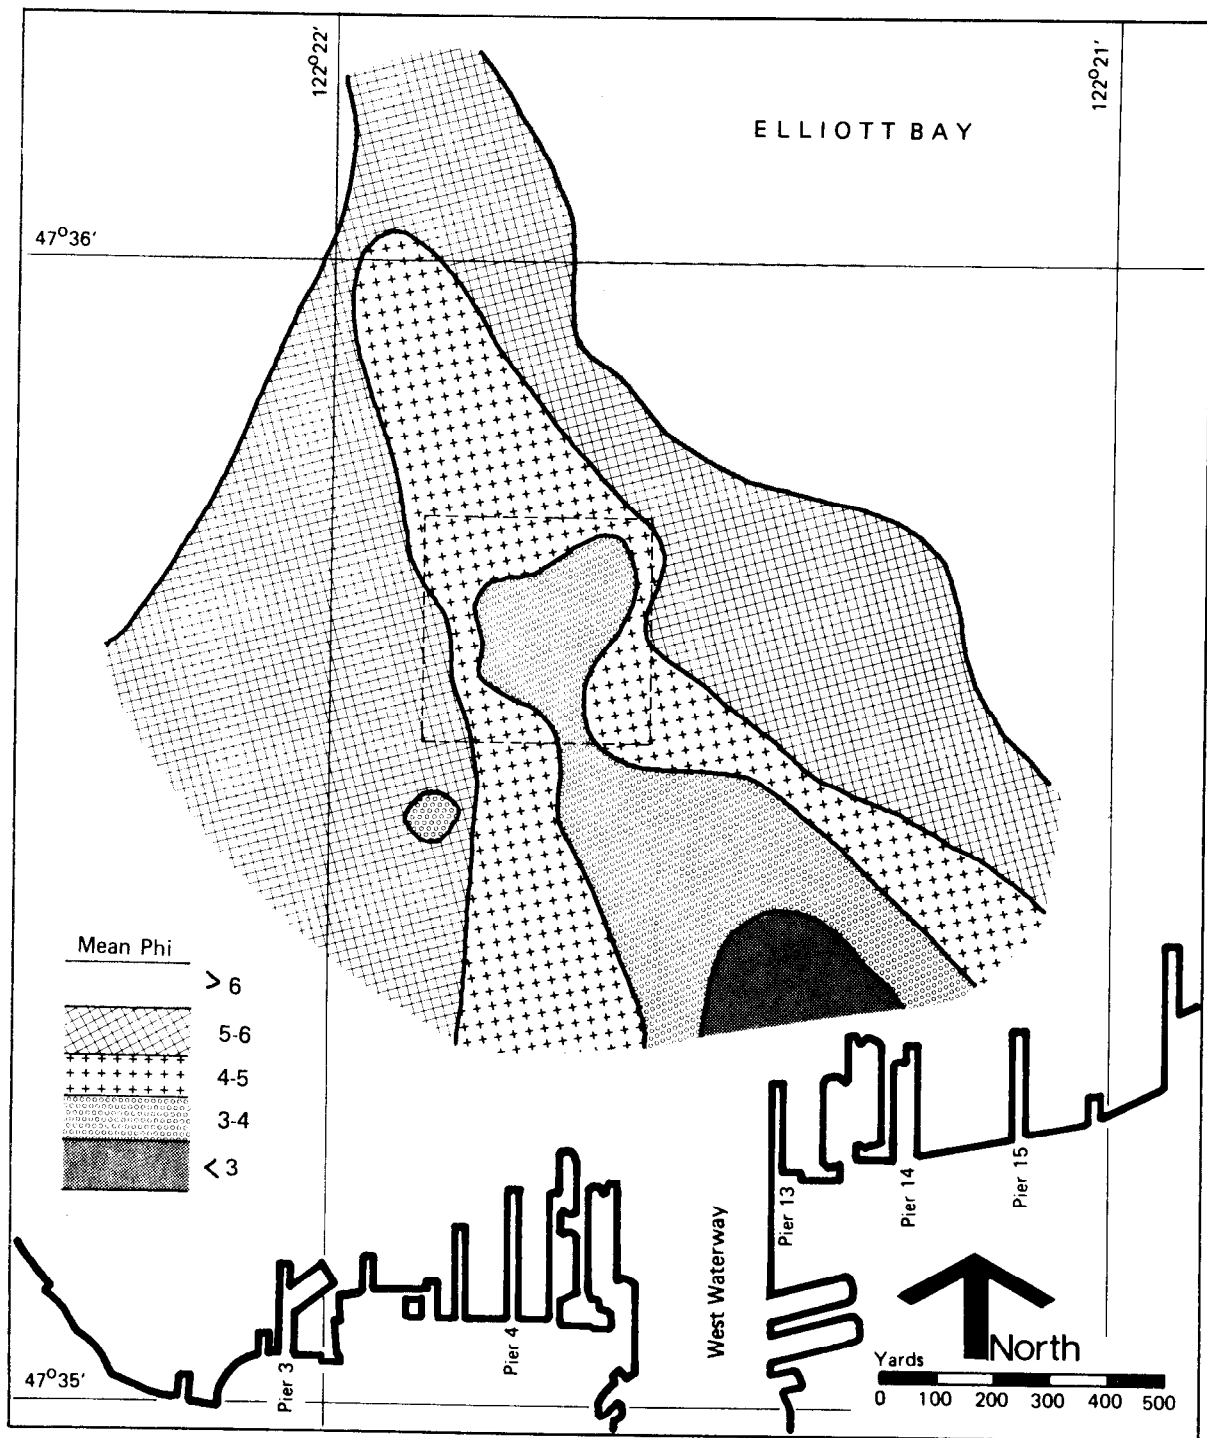 122°22'
122°21'
ELLIOTT BAY
47°36'
Mean Phi
> 6
5-6
4-5
3-4
< 3
Pier 13
Pier 14
Pier 15
West Waterway
Pier 4
Pier 3
47°35'
North
Yards
0 100 200 300 400 500